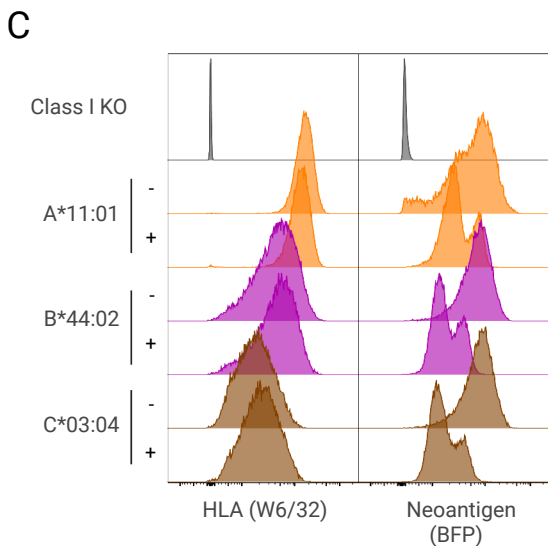 C
Class I KO
A*11:01
-
+
B*44:02
-
+
C*03:04
-
+
HLA (W6/32)
Neoantigen
(BFP)